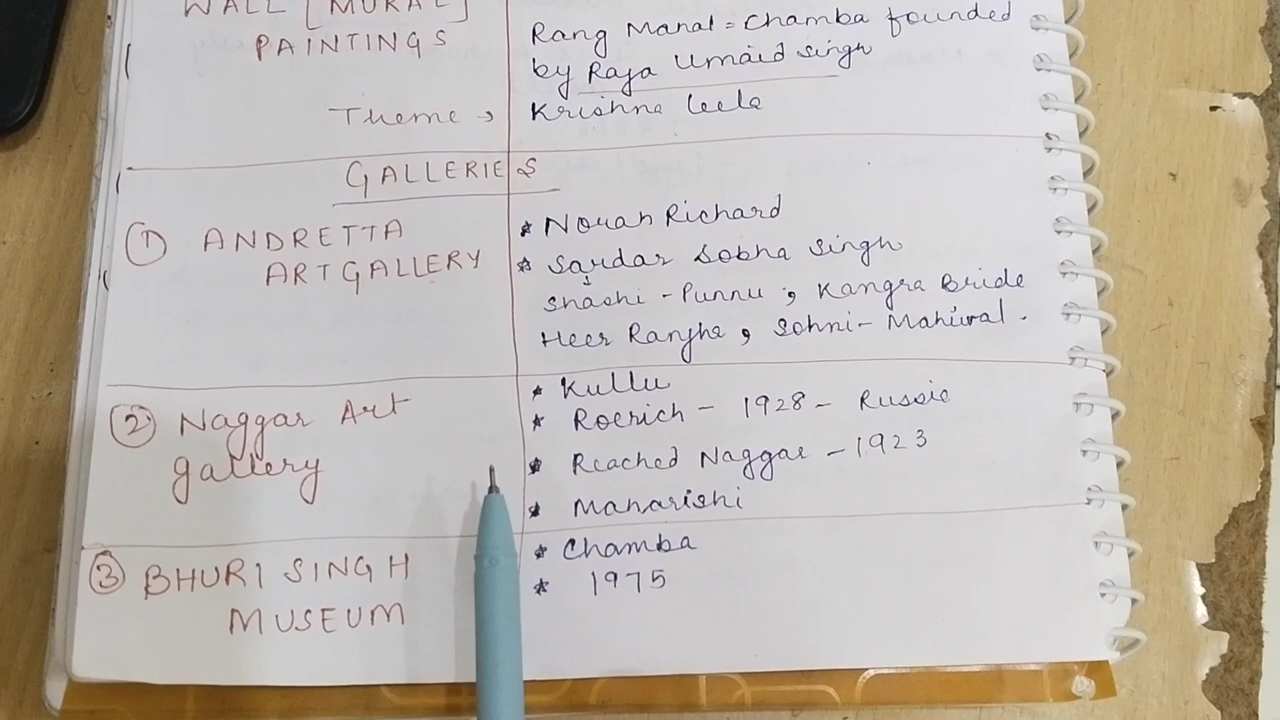 WALL [MURAL]
PAINTINGS
Rang Mahal = Chamba founded
by Raja Umaid Singh
Theme → Krishna leela
GALLERIES
① ANDRETTA
ART GALLERY
* Norah Richard
* Sardar Sobha Singh
↓
Shashi - Punnu , Kangra Bride
Heer Ranjha , Sohni - Mahiwal .
② Naggar Art
gallery
* Kullu
* Roerich - 1928 - Russia
* Reached Naggar - 1923
* Maharishi
③ BHURI SINGH
MUSEUM
* Chamba
* 1975